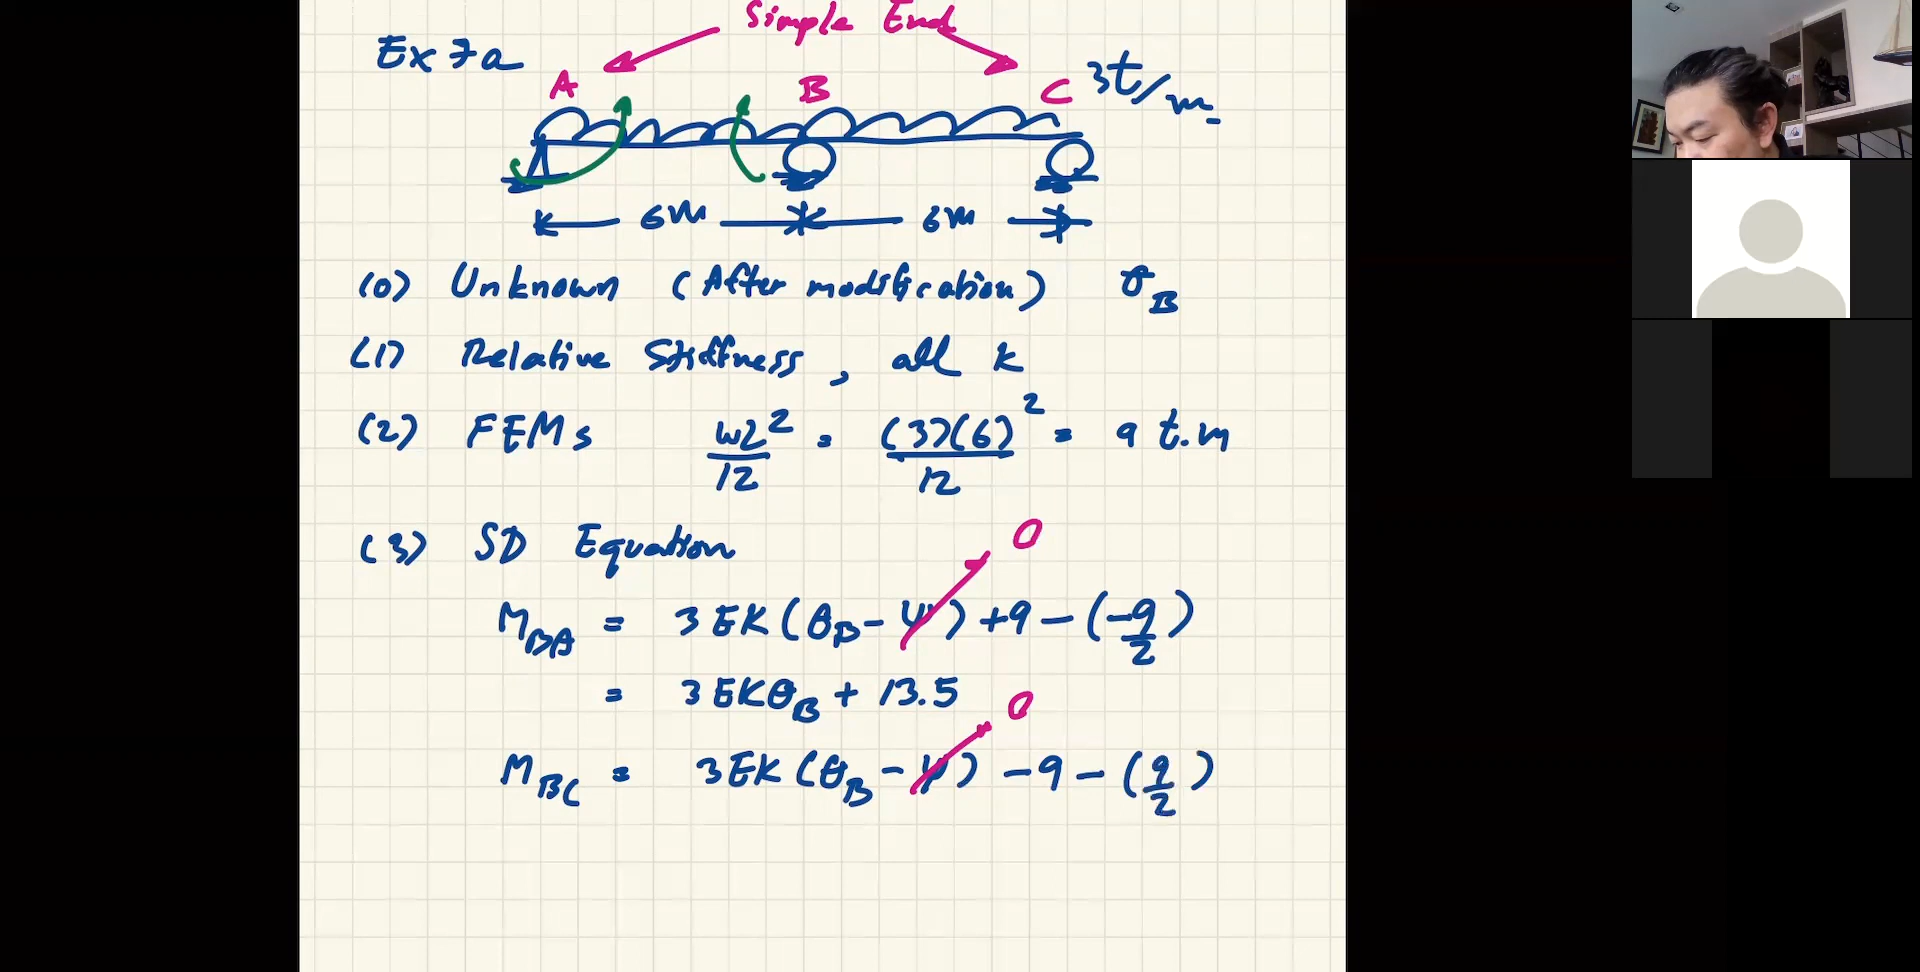 Simple End
Ex 7a
A B C 3t/m
6m 6m
(0) Unknown (After modification) θB
(1) Relative Stiffness, all k
(2) FEMs wL²/12 = (3)(6)²/12 = 9 t.m
(3) SD Equation
0
M_BA = 3EK(θB - ψ) + 9 - (-9/2)
= 3EKθB + 13.5
0
M_BC = 3EK(θB - ψ) - 9 - (9/2)